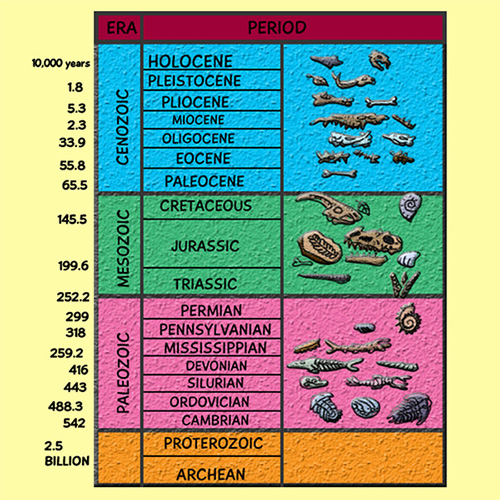 ERA PERIOD
10,000 years HOLOCENE
PLEISTOCENE
1.8
PLIOCENE
5.3
MIOCENE
2.3
OLIGOCENE
33.9
EOCENE
55.8
PALEOCENE
65.5
CENOZOIC
CRETACEOUS
145.5
JURASSIC
199.6
TRIASSIC
252.2
MESOZOIC
PERMIAN
299
PENNSYLVANIAN
318
MISSISSIPPIAN
259.2
DEVÓNIAN
416
SILURIAN
443
ORDOVICIAN
488.3
CAMBRIAN
542
PALEOZOIC
PROTEROZOIC
2.5
BILLION
ARCHEAN